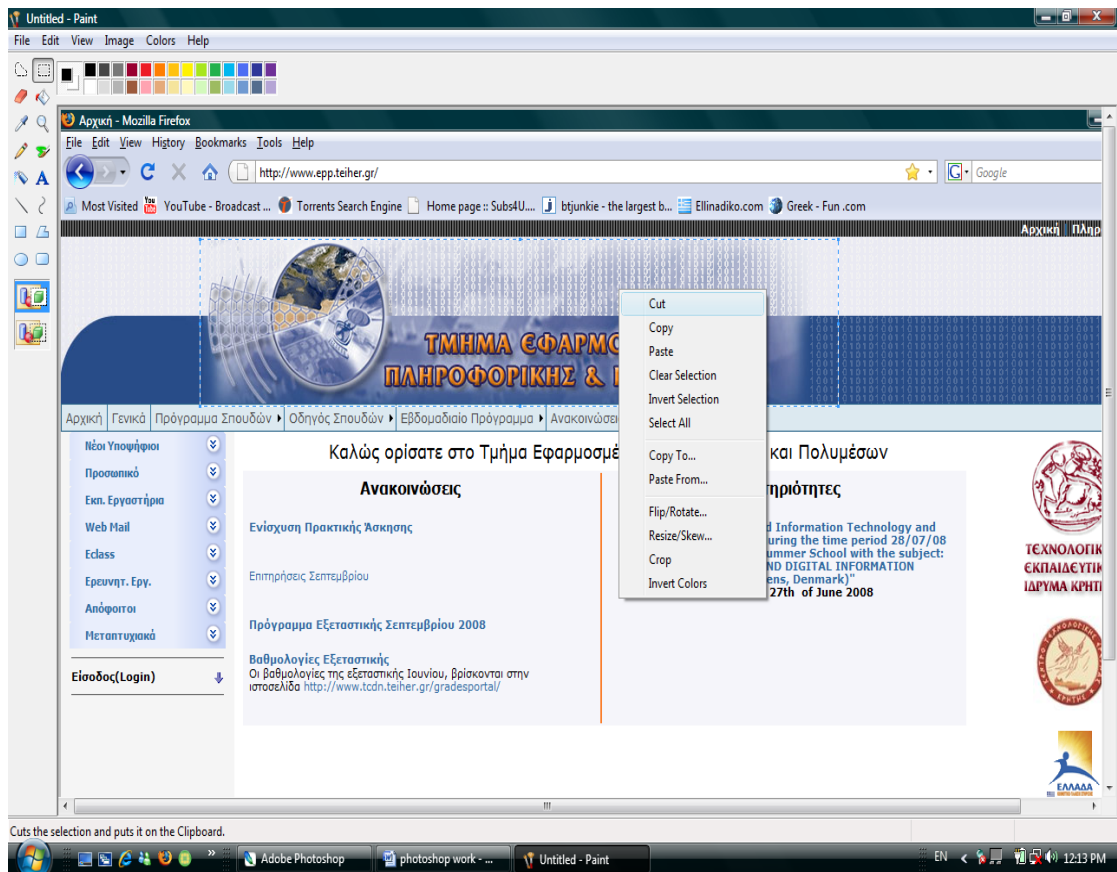 Untitled - Paint
File Edit View Image Colors Help
Αρχική - Mozilla Firefox
File Edit View History Bookmarks Tools Help
http://www.epp.teiher.gr/
G Google
Most Visited YouTube - Broadcast ... Torrents Search Engine Home page :: Subs4U.... btjunkie - the largest b... Ellinadiko.com Greek - Fun .com
Αρχική Πληρ
ΤΜΗΜΑ ΕΦΑΡΜΟ
ΠΛΗΡΟΦΟΡΙΚΗΣ &
Αρχική Γενικά Πρόγραμμα Σπουδών Οδηγός Σπουδών Εβδομαδιαίο Πρόγραμμα Ανακοινώσει
Cut
Copy
Paste
Clear Selection
Invert Selection
Select All
Copy To...
Paste From...
Flip/Rotate...
Resize/Skew...
Crop
Invert Colors
Νέοι Υποψήφιοι
Προσωπικό
Εκπ. Εργαστήρια
Web Mail
Eclass
Ερευνητ. Εργ.
Απόφοιτοι
Μεταπτυχιακά
Είσοδος(Login)
Καλώς ορίσατε στο Τμήμα Εφαρμοσμέ και Πολυμέσων
Ανακοινώσεις
Ενίσχυση Πρακτικής Άσκησης
Επιτηρήσεις Σεπτεμβρίου
Πρόγραμμα Εξεταστικής Σεπτεμβρίου 2008
Βαθμολογίες Εξεταστικής
Οι βαθμολογίες της εξεταστικής Ιουνίου, βρίσκονται στην
ιστοσελίδα http://www.tcdn.teiher.gr/gradesportal/
τηριότητες
d Information Technology and
uring the time period 28/07/08
ummer School with the subject:
ND DIGITAL INFORMATION
ens, Denmark)"
27th of June 2008
ΤΕΧΝΟΛΟΓΙΚ
ΕΚΠΑΙΔΕΥΤΙΚ
ΙΔΡΥΜΑ ΚΡΗΤΙ
ΕΛΛΑΔΑ
Cuts the selection and puts it on the Clipboard.
Adobe Photoshop photoshop work - ... Untitled - Paint EN 12:13 PM